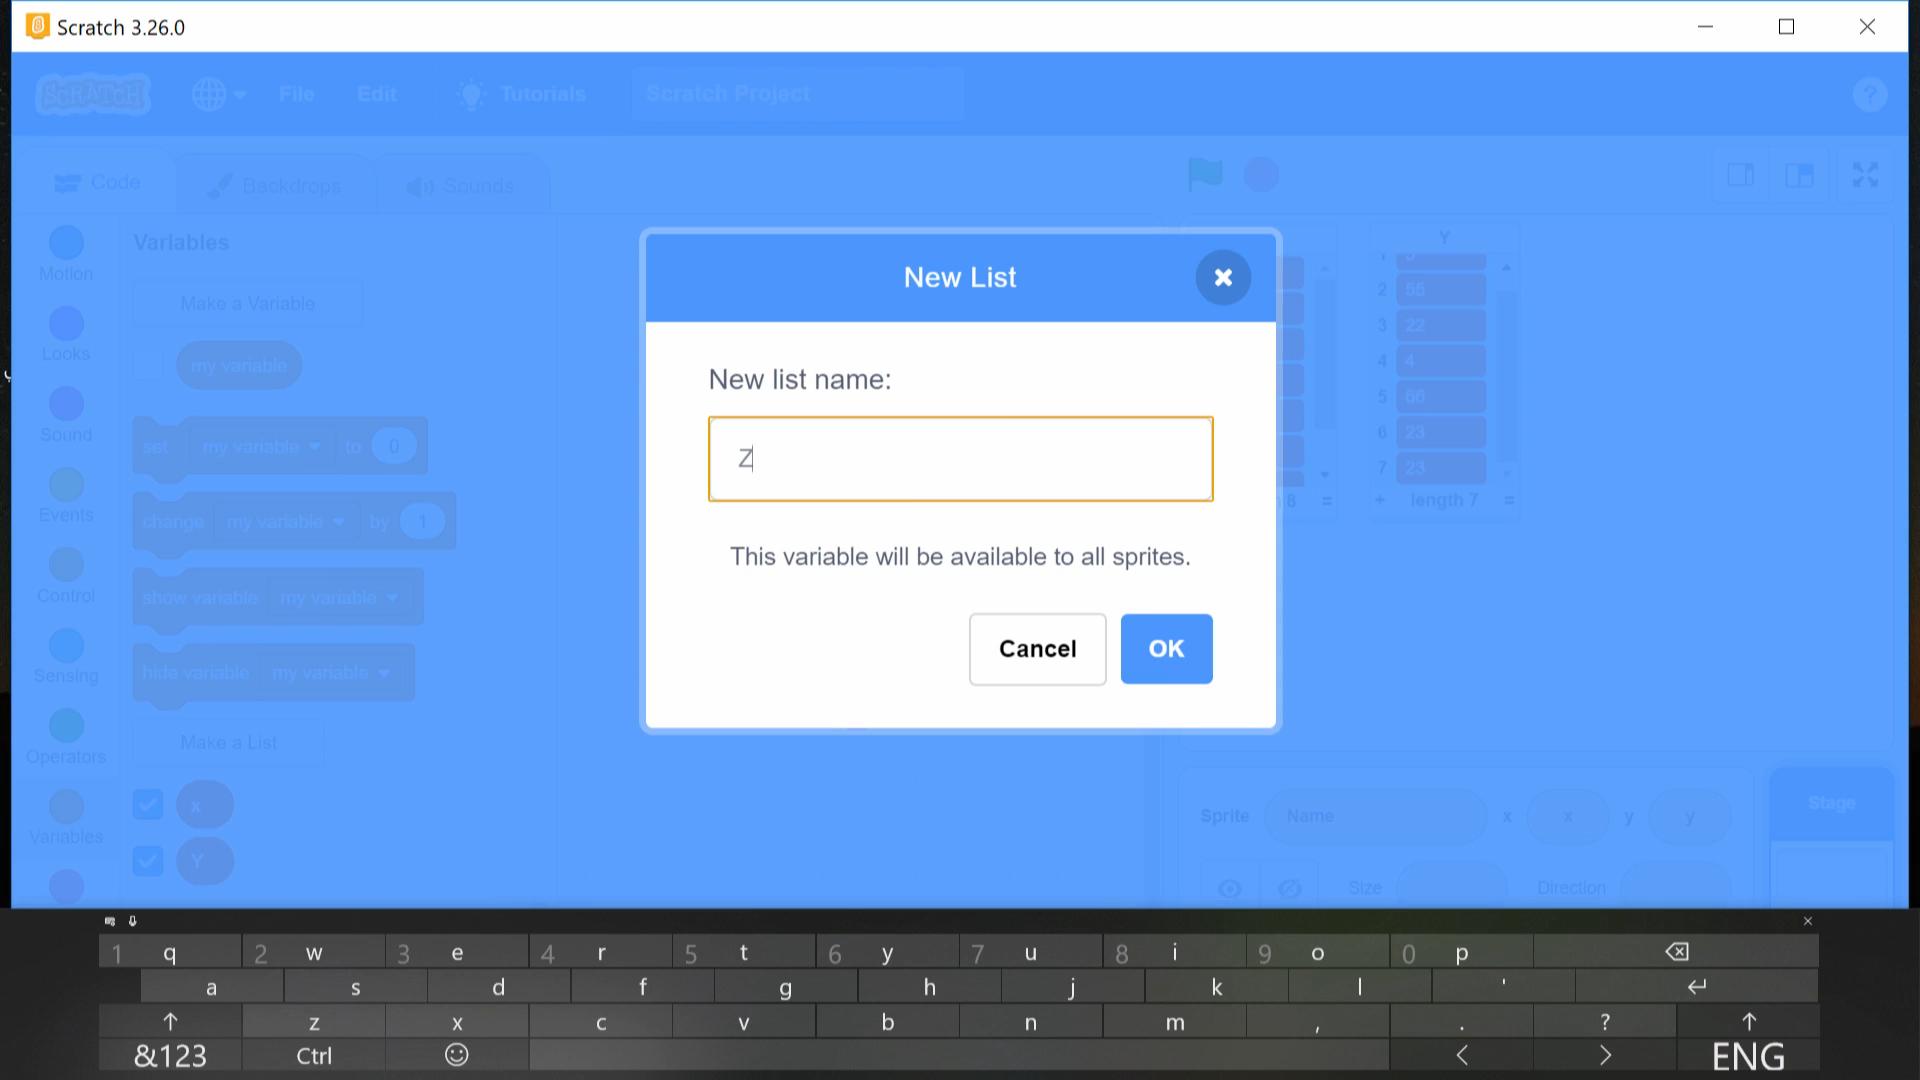 Scratch 3.26.0
SCRATCH
File Edit Tutorials Scratch Project ?
Code Backdrops Sounds
Motion
Looks
Sound
Events
Control
Sensing
Operators
Variables
Variables
Make a Variable
my variable
set my variable to 0
change my variable by 1
show variable my variable
hide variable my variable
Make a List
x
Y
New List
New list name:
Z
This variable will be available to all sprites.
Cancel OK
8 =
Y
1
2 55
3 22
4 4
5 66
6 23
7 23
+ length 7 =
Sprite Name x x y y
Size Direction
Stage
1 q 2 w 3 e 4 r 5 t 6 y 7 u 8 i 9 o 0 p
a s d f g h j k l '
z x c v b n m , . ?
&123 Ctrl < > ENG